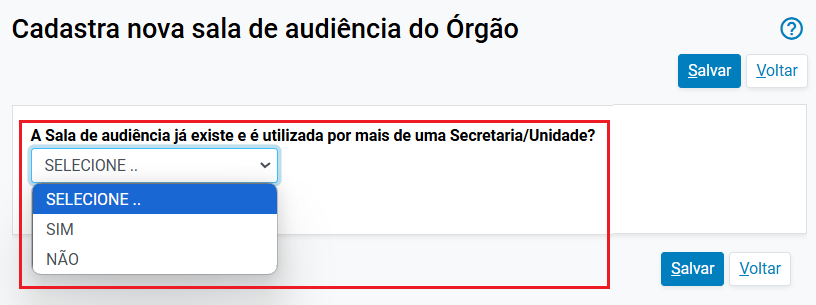 Cadastra nova sala de audiência do Órgão
?
Salvar Voltar
A Sala de audiência já existe e é utilizada por mais de uma Secretaria/Unidade?
SELECIONE ..
SELECIONE ..
SIM
NÃO
Salvar Voltar